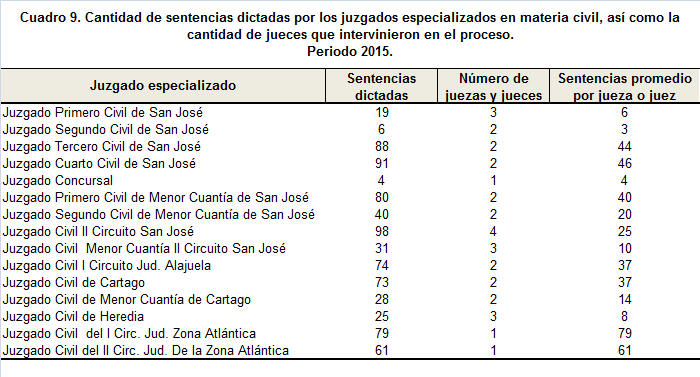 Cuadro 9. Cantidad de sentencias dictadas por los juzgados especializados en materia civil, así como la
cantidad de jueces que intervinieron en el proceso.
Periodo 2015.
Juzgado especializado Sentencias dictadas Número de juezas y jueces Sentencias promedio por jueza o juez
Juzgado Primero Civil de San José 19 3 6
Juzgado Segundo Civil de San José 6 2 3
Juzgado Tercero Civil de San José 88 2 44
Juzgado Cuarto Civil de San José 91 2 46
Juzgado Concursal 4 1 4
Juzgado Primero Civil de Menor Cuantía de San José 80 2 40
Juzgado Segundo Civil de Menor Cuantía de San José 40 2 20
Juzgado Civil II Circuito San José 98 4 25
Juzgado Civil Menor Cuantía II Circuito San José 31 3 10
Juzgado Civil I Circuito Jud. Alajuela 74 2 37
Juzgado Civil de Cartago 73 2 37
Juzgado Civil de Menor Cuantía de Cartago 28 2 14
Juzgado Civil de Heredia 25 3 8
Juzgado Civil del I Circ. Jud. Zona Atlántica 79 1 79
Juzgado Civil del II Circ. Jud. De la Zona Atlántica 61 1 61